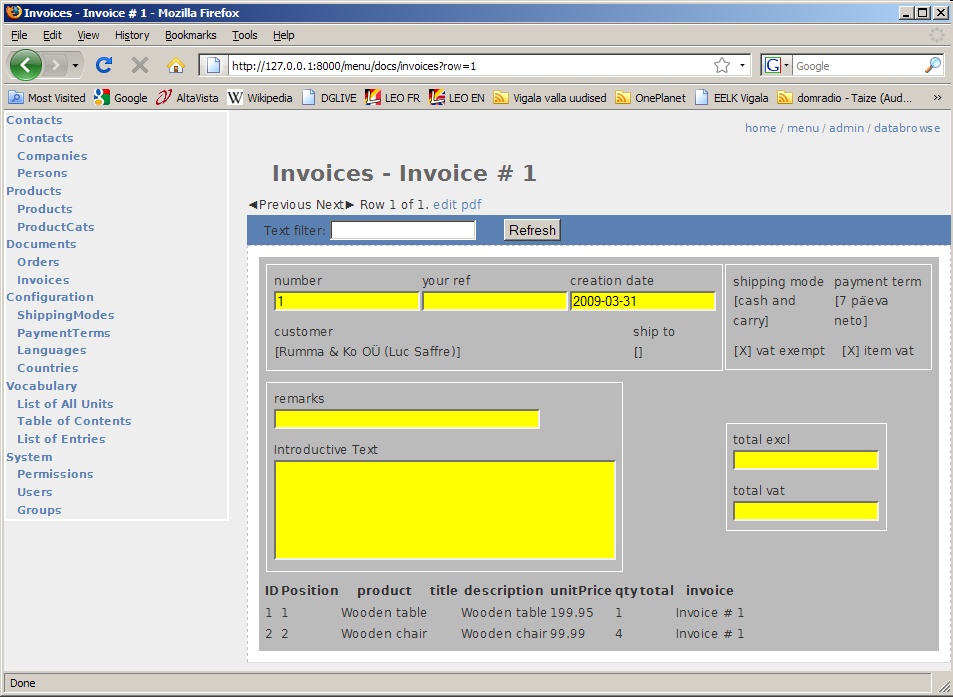 Invoices - Invoice # 1 - Mozilla Firefox
File Edit View History Bookmarks Tools Help
http://127.0.0.1:8000/menu/docs/invoices?row=1 G Google
Most Visited Google AltaVista W Wikipedia DGLIVE LEO FR LEO EN Vigala valla uudised OnePlanet EELK Vigala domradio - Taize (Aud... »
home / menu / admin / databrowse
Contacts
Contacts
Companies
Persons
Products
Products
ProductCats
Documents
Orders
Invoices
Configuration
ShippingModes
PaymentTerms
Languages
Countries
Vocabulary
List of All Units
Table of Contents
List of Entries
System
Permissions
Users
Groups
Invoices - Invoice # 1
◀Previous Next▶ Row 1 of 1. edit pdf
Text filter: Refresh
number your ref creation date
1 2009-03-31
customer ship to
[Rumma & Ko OÜ (Luc Saffre)] []
shipping mode payment term
[cash and [7 päeva
carry] neto]
[X] vat exempt [X] item vat
remarks
Introductive Text
total excl
total vat
ID Position product title description unitPrice qty total invoice
1 1 Wooden table Wooden table 199.95 1 Invoice # 1
2 2 Wooden chair Wooden chair 99.99 4 Invoice # 1
Done